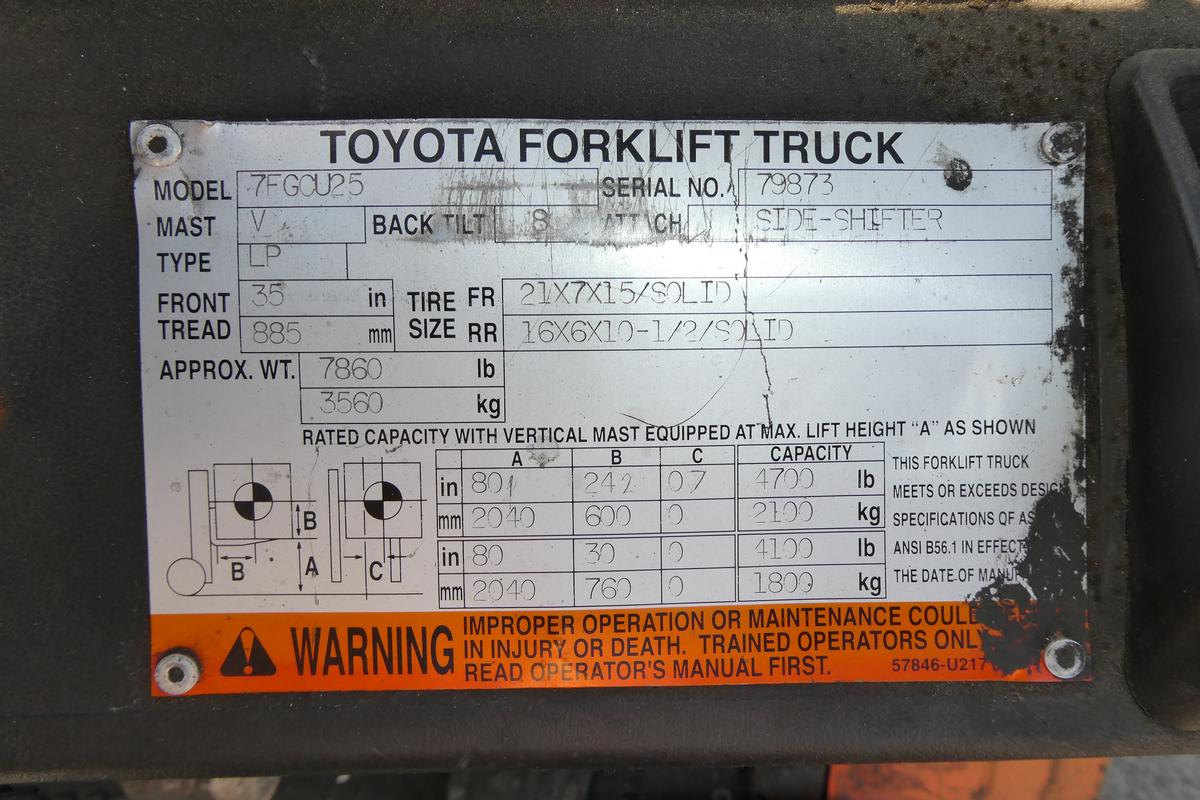 TOYOTA FORKLIFT TRUCK
MODEL 7FGCU25 SERIAL NO. 79873
MAST V BACK TILT 8 ATTACH SIDE-SHIFTER
TYPE LP
FRONT TREAD 35 in 885 mm
TIRE SIZE FR 21X7X15/SOLID
RR 16X6X10-1/2/SOLID
APPROX. WT. 7860 lb
3560 kg
RATED CAPACITY WITH VERTICAL MAST EQUIPPED AT MAX. LIFT HEIGHT “A” AS SHOWN
A B C CAPACITY
in 80 24 0 4700 lb
mm 2040 600 0 2100 kg
in 80 30 0 4100 lb
mm 2040 760 0 1800 kg
B B A C
THIS FORKLIFT TRUCK
MEETS OR EXCEEDS
SPECIFICATIONS OF
ANSI B56.1 IN EFFECT
THE DATE OF
WARNING
IMPROPER OPERATION OR MAINTENANCE COULD
IN INJURY OR DEATH. TRAINED OPERATORS ONLY
READ OPERATOR'S MANUAL FIRST. 57846-U217